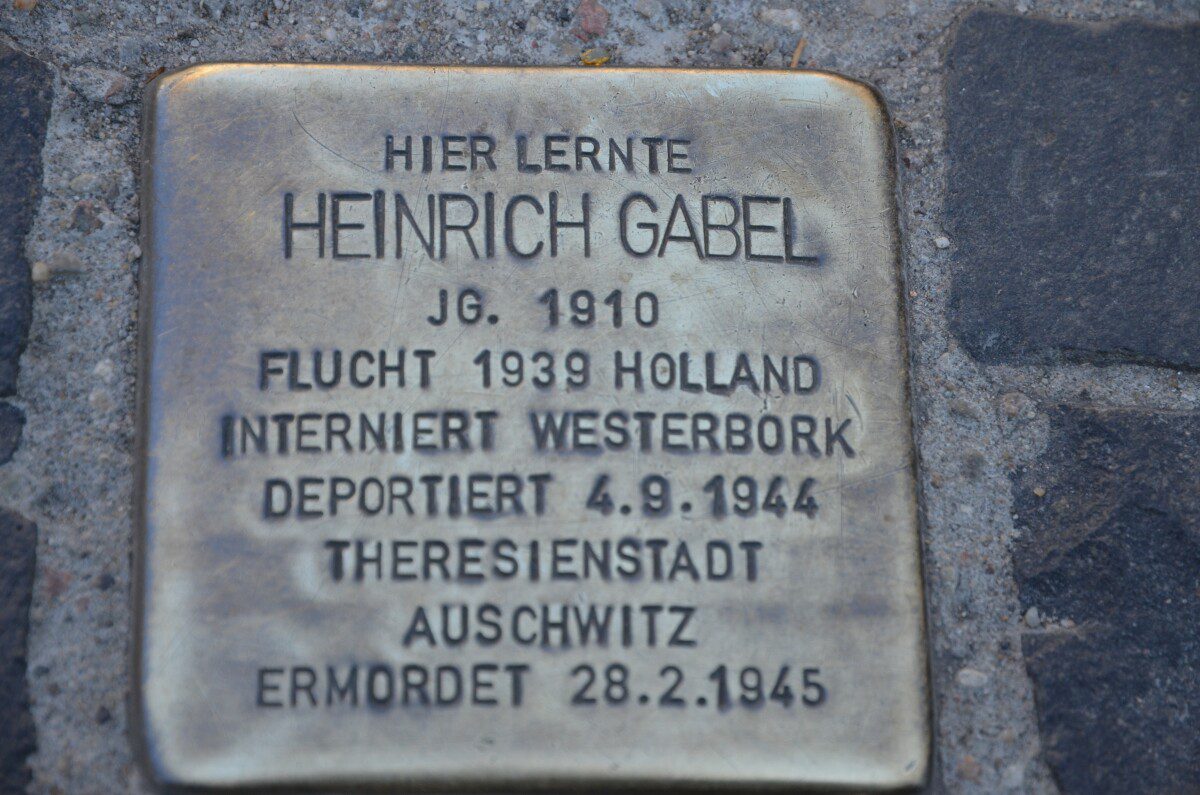 HIER LERNTE
HEINRICH GABEL
JG. 1910
FLUCHT 1939 HOLLAND
INTERNIERT WESTERBORK
DEPORTIERT 4.9.1944
THERESIENSTADT
AUSCHWITZ
ERMORDET 28.2.1945